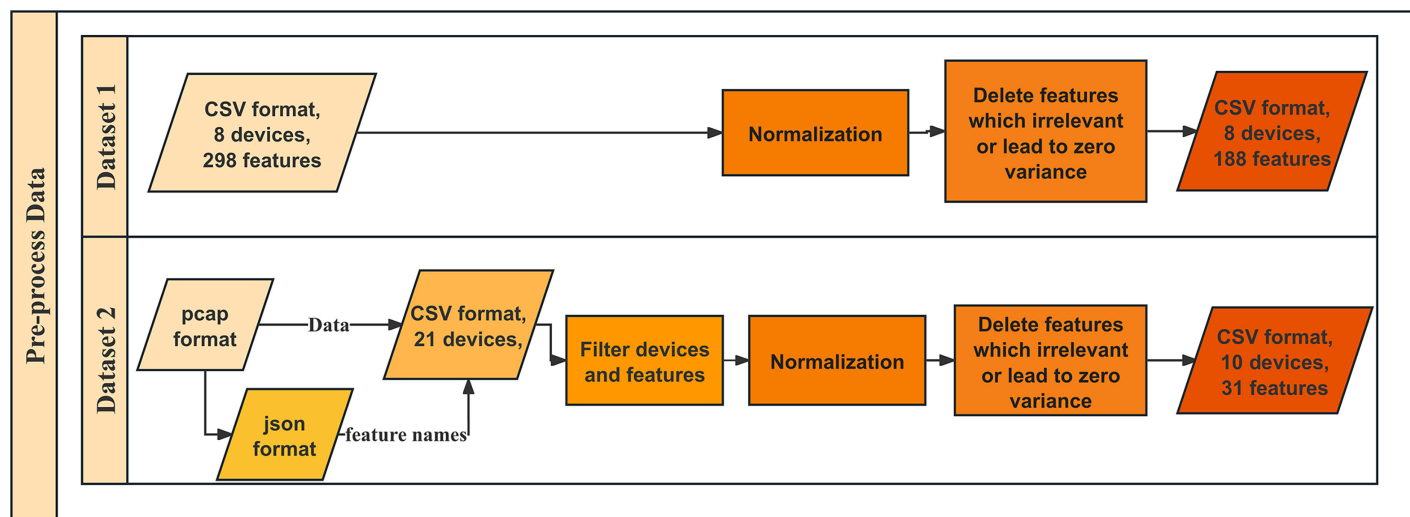 Pre-process Data
Dataset 1
CSV format,
8 devices,
298 features
Normalization
Delete features
which irrelevant
or lead to zero
variance
CSV format,
8 devices,
188 features
Dataset 2
pcap
format
Data
json
format
feature names
CSV format,
21 devices,
Filter devices
and features
Normalization
Delete features
which irrelevant
or lead to zero
variance
CSV format,
10 devices,
31 features